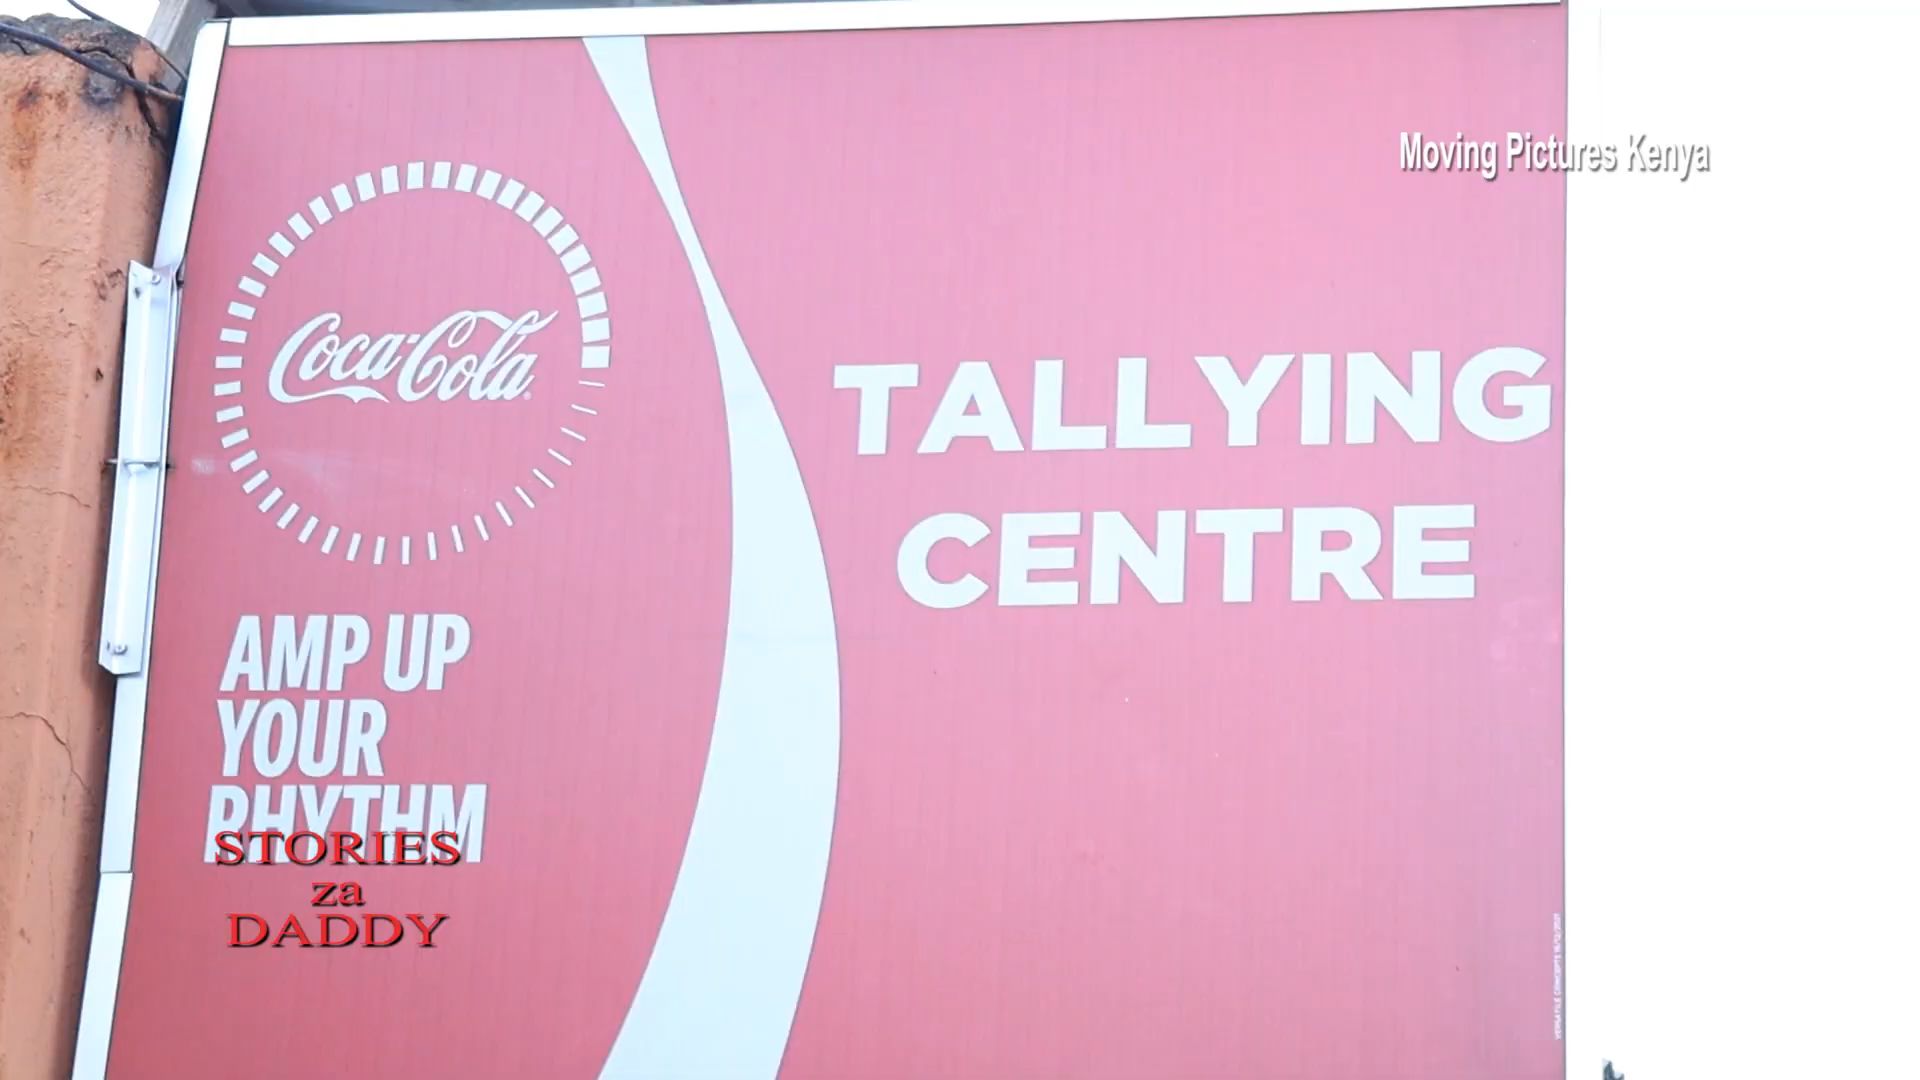 Moving Pictures Kenya
Coca-Cola
TALLYING
CENTRE
AMP UP
YOUR
RHYTHM
STORIES
za
DADDY